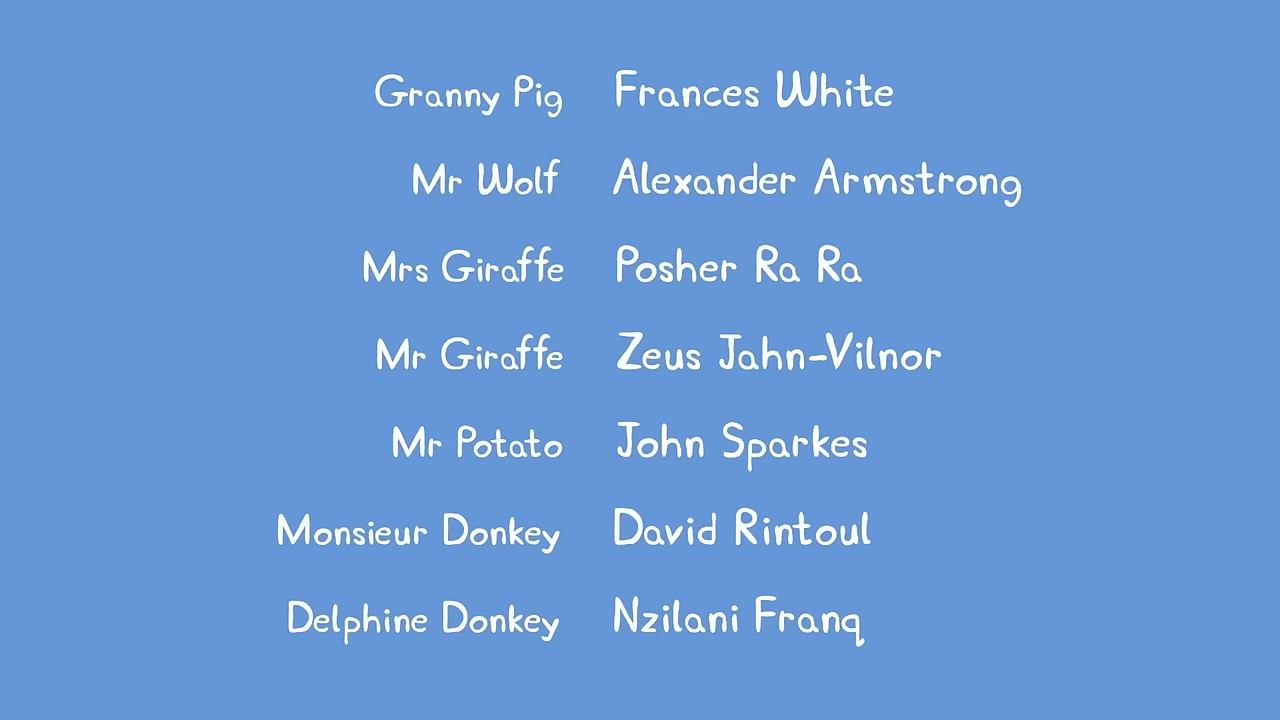 Granny Pig Frances White
Mr Wolf Alexander Armstrong
Mrs Giraffe Posher Ra Ra
Mr Giraffe Zeus Jahn-Vilnor
Mr Potato John Sparkes
Monsieur Donkey David Rintoul
Delphine Donkey Nzilani Franq